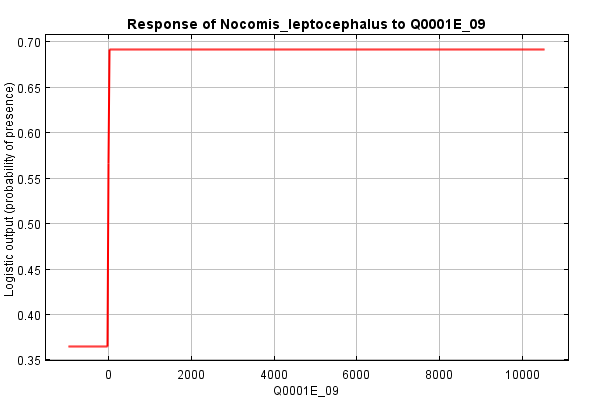 Response of Nocomis_leptocephalus to Q0001E_09
Logistic output (probability of presence)
0.70
0.65
0.60
0.55
0.50
0.45
0.40
0.35
0 2000 4000 6000 8000 10000
Q0001E_09